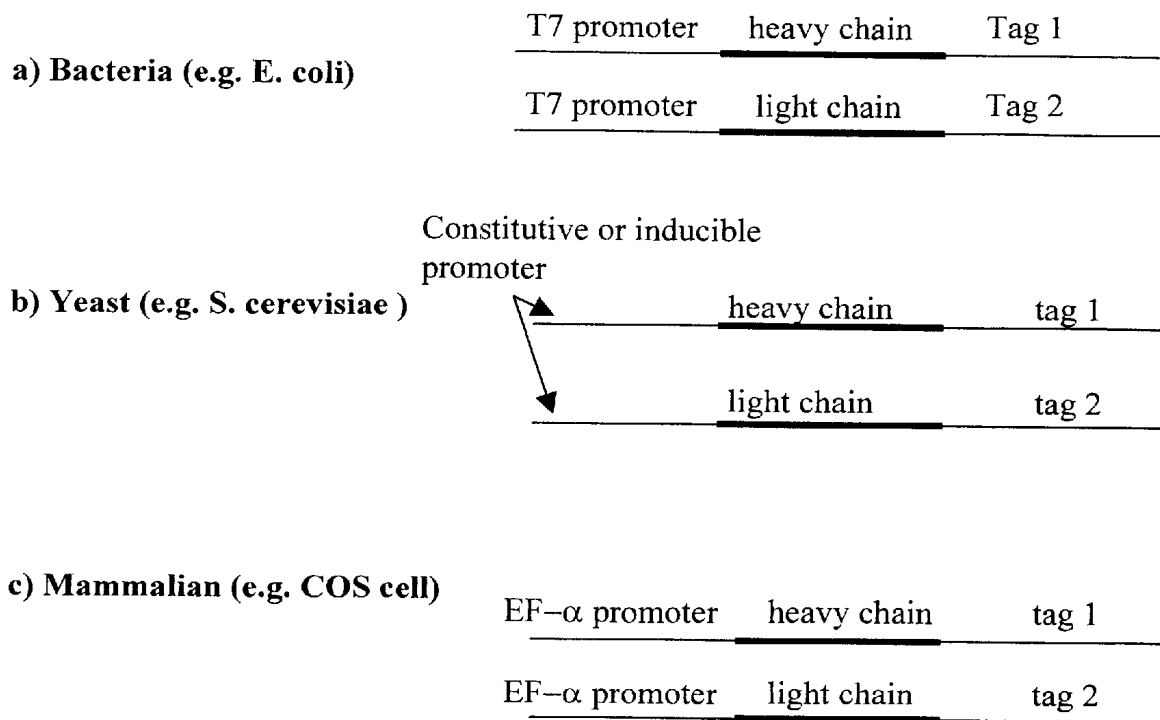 T7 promoter heavy chain Tag 1
a) Bacteria (e.g. E. coli)
T7 promoter light chain Tag 2
Constitutive or inducible
promoter
b) Yeast (e.g. S. cerevisiae )
heavy chain tag 1
light chain tag 2
c) Mammalian (e.g. COS cell)
EF–α promoter heavy chain tag 1
EF–α promoter light chain tag 2